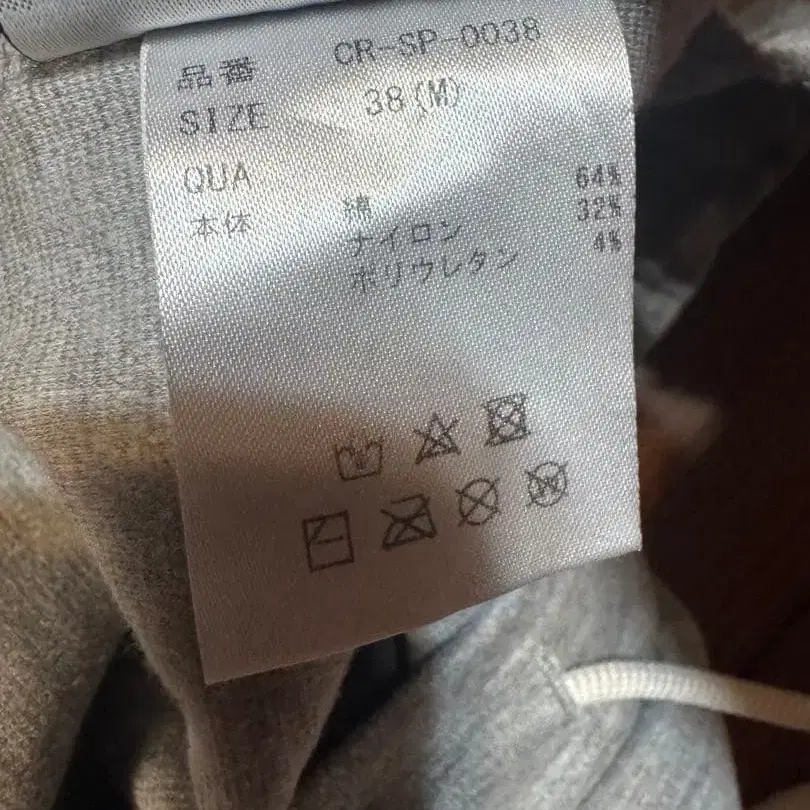 品番 CR-SP-0038
SIZE 38(M)
QUA
本体 綿 64%
ナイロン 32%
ポリウレタン 4%